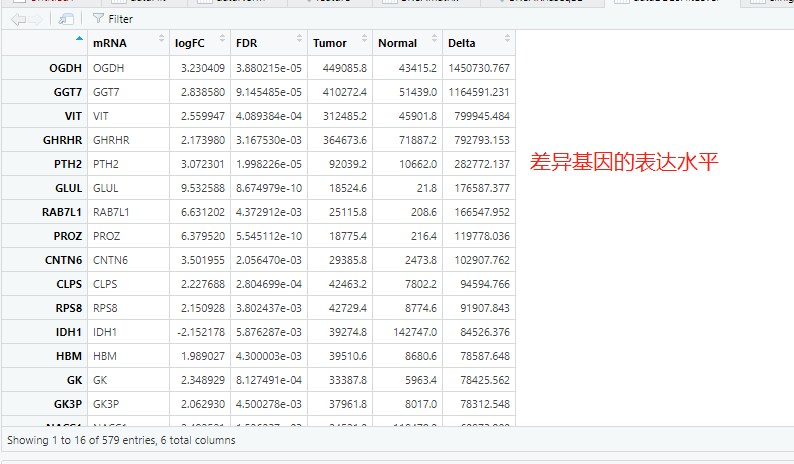 Filter
mRNA logFC FDR Tumor Normal Delta
OGDH OGDH 3.230409 3.880215e-05 449085.8 43415.2 1450730.767
GGT7 GGT7 2.838580 9.145485e-05 410272.4 51439.0 1164591.231
VIT VIT 2.559947 4.089384e-04 312485.2 45901.8 799945.484
GHRHR GHRHR 2.173980 3.167530e-03 364673.6 71887.2 792793.153
差异基因的表达水平
PTH2 PTH2 3.072301 1.998226e-05 92039.2 10662.0 282772.137
GLUL GLUL 9.532588 8.674979e-10 18524.6 21.8 176587.377
RAB7L1 RAB7L1 6.631202 4.372912e-03 25115.8 208.6 166547.952
PROZ PROZ 6.379520 5.545112e-10 18775.4 216.4 119778.036
CNTN6 CNTN6 3.501955 2.056470e-03 29385.8 2473.8 102907.762
CLPS CLPS 2.227688 2.804699e-04 42463.2 7802.2 94594.766
RPS8 RPS8 2.150928 3.802437e-03 42729.4 8774.6 91907.843
IDH1 IDH1 -2.152178 5.876287e-03 39274.8 142747.0 84526.376
HBM HBM 1.989027 4.300003e-03 39510.6 8680.6 78587.648
GK GK 2.348929 8.127491e-04 33387.8 5963.4 78425.562
GK3P GK3P 2.062930 4.500278e-03 37961.8 8017.0 78312.548
Showing 1 to 16 of 579 entries, 6 total columns